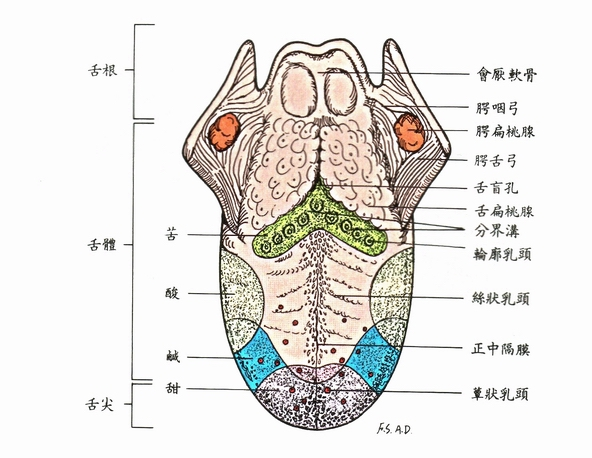 舌根
舌體
舌尖
苦
酸
鹹
甜
會厭軟骨
腭咽弓
腭扁桃腺
腭舌弓
舌盲孔
舌扁桃腺
分界溝
輪廓乳頭
絲狀乳頭
正中隔膜
蕈狀乳頭
F.S.A.D.